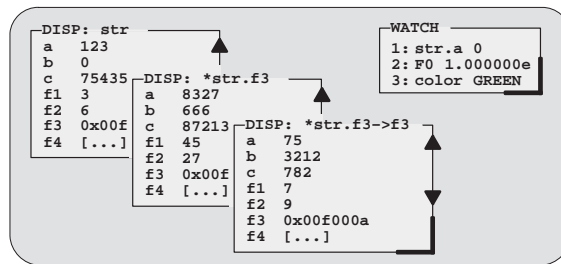 DISP: str
a 123
b 0
c 75435
f1 3
f2 6
f3 0x00f
f4 [...]
DISP: *str.f3
a 8327
b 666
c 87213
f1 45
f2 27
f3 0x00f
f4 [...]
DISP: *str.f3->f3
a 75
b 3212
c 782
f1 7
f2 9
f3 0x00f000a
f4 [...]
WATCH
1: str.a 0
2: F0 1.000000e
3: color GREEN